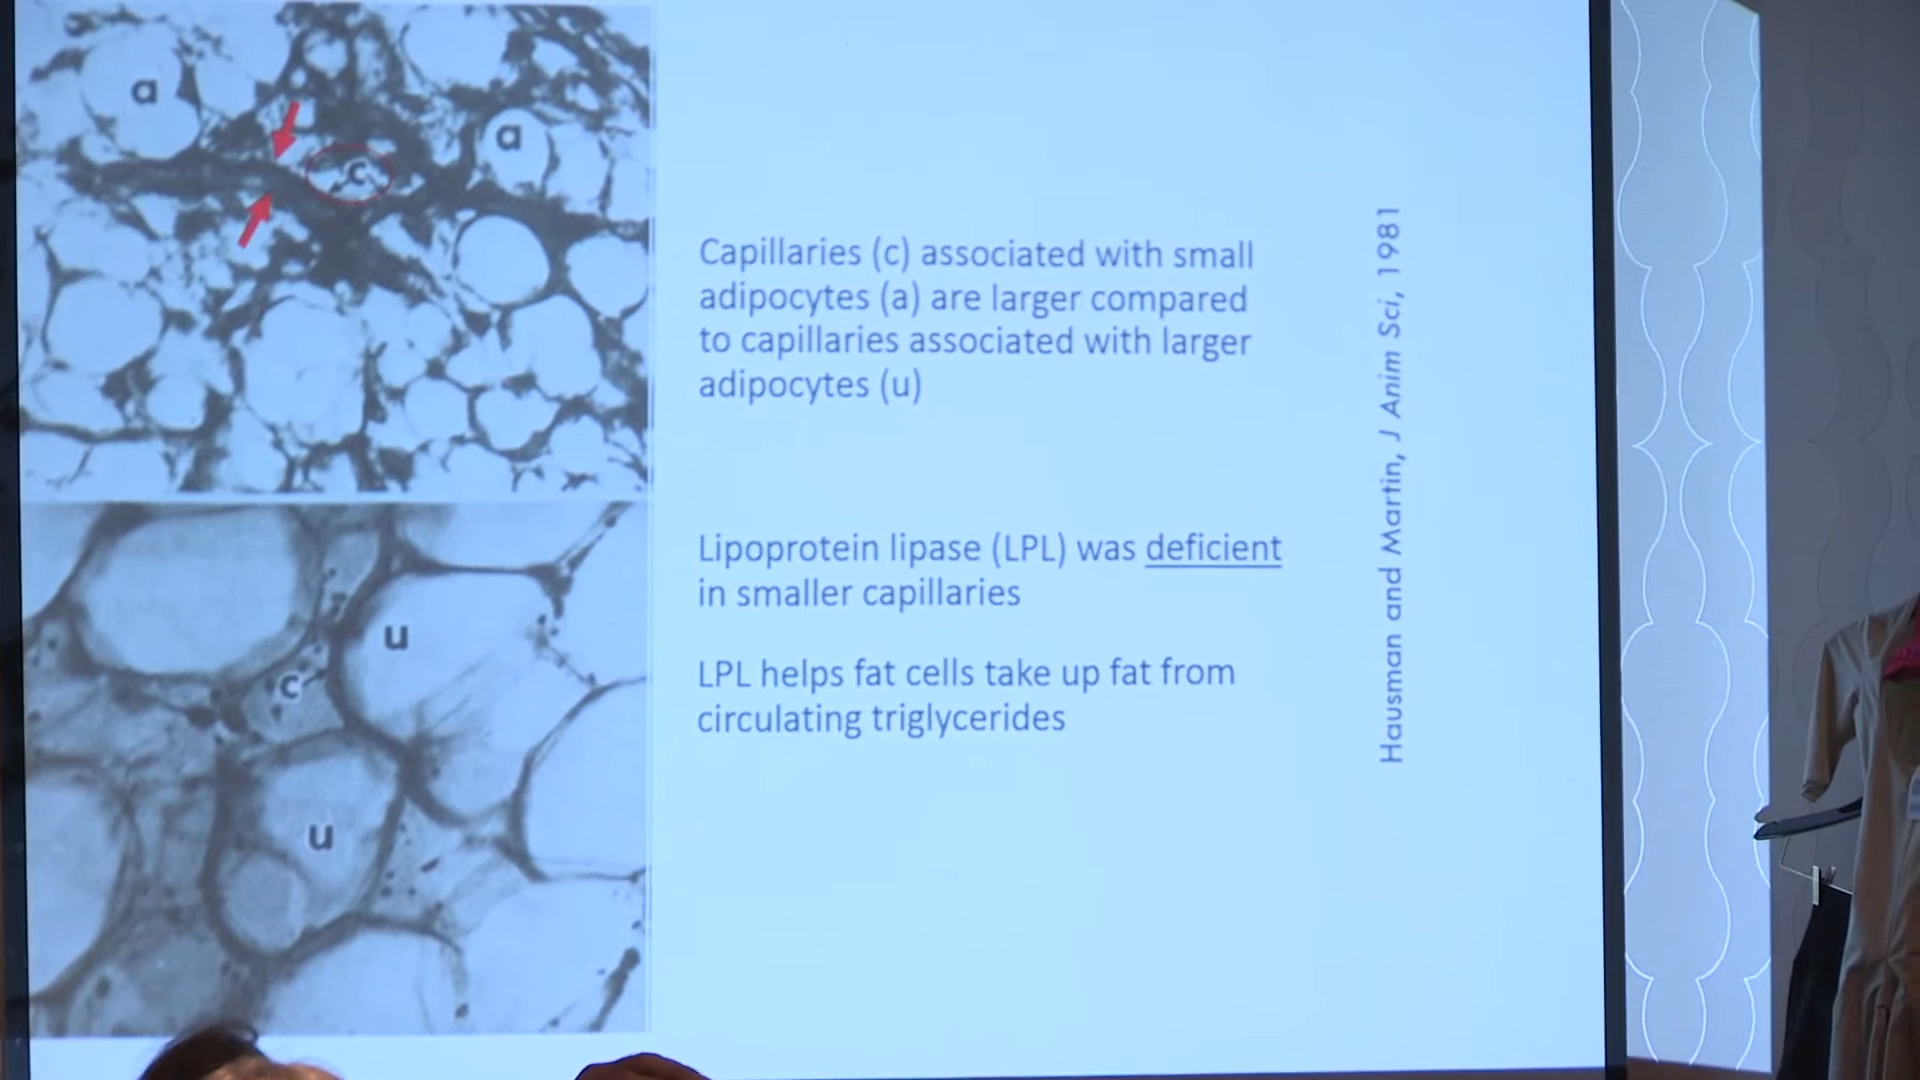 a
a
c
Capillaries (c) associated with small
adipocytes (a) are larger compared
to capillaries associated with larger
adipocytes (u)
u
c
u
Lipoprotein lipase (LPL) was deficient
in smaller capillaries
LPL helps fat cells take up fat from
circulating triglycerides
Hausman and Martin, J Anim Sci, 1981